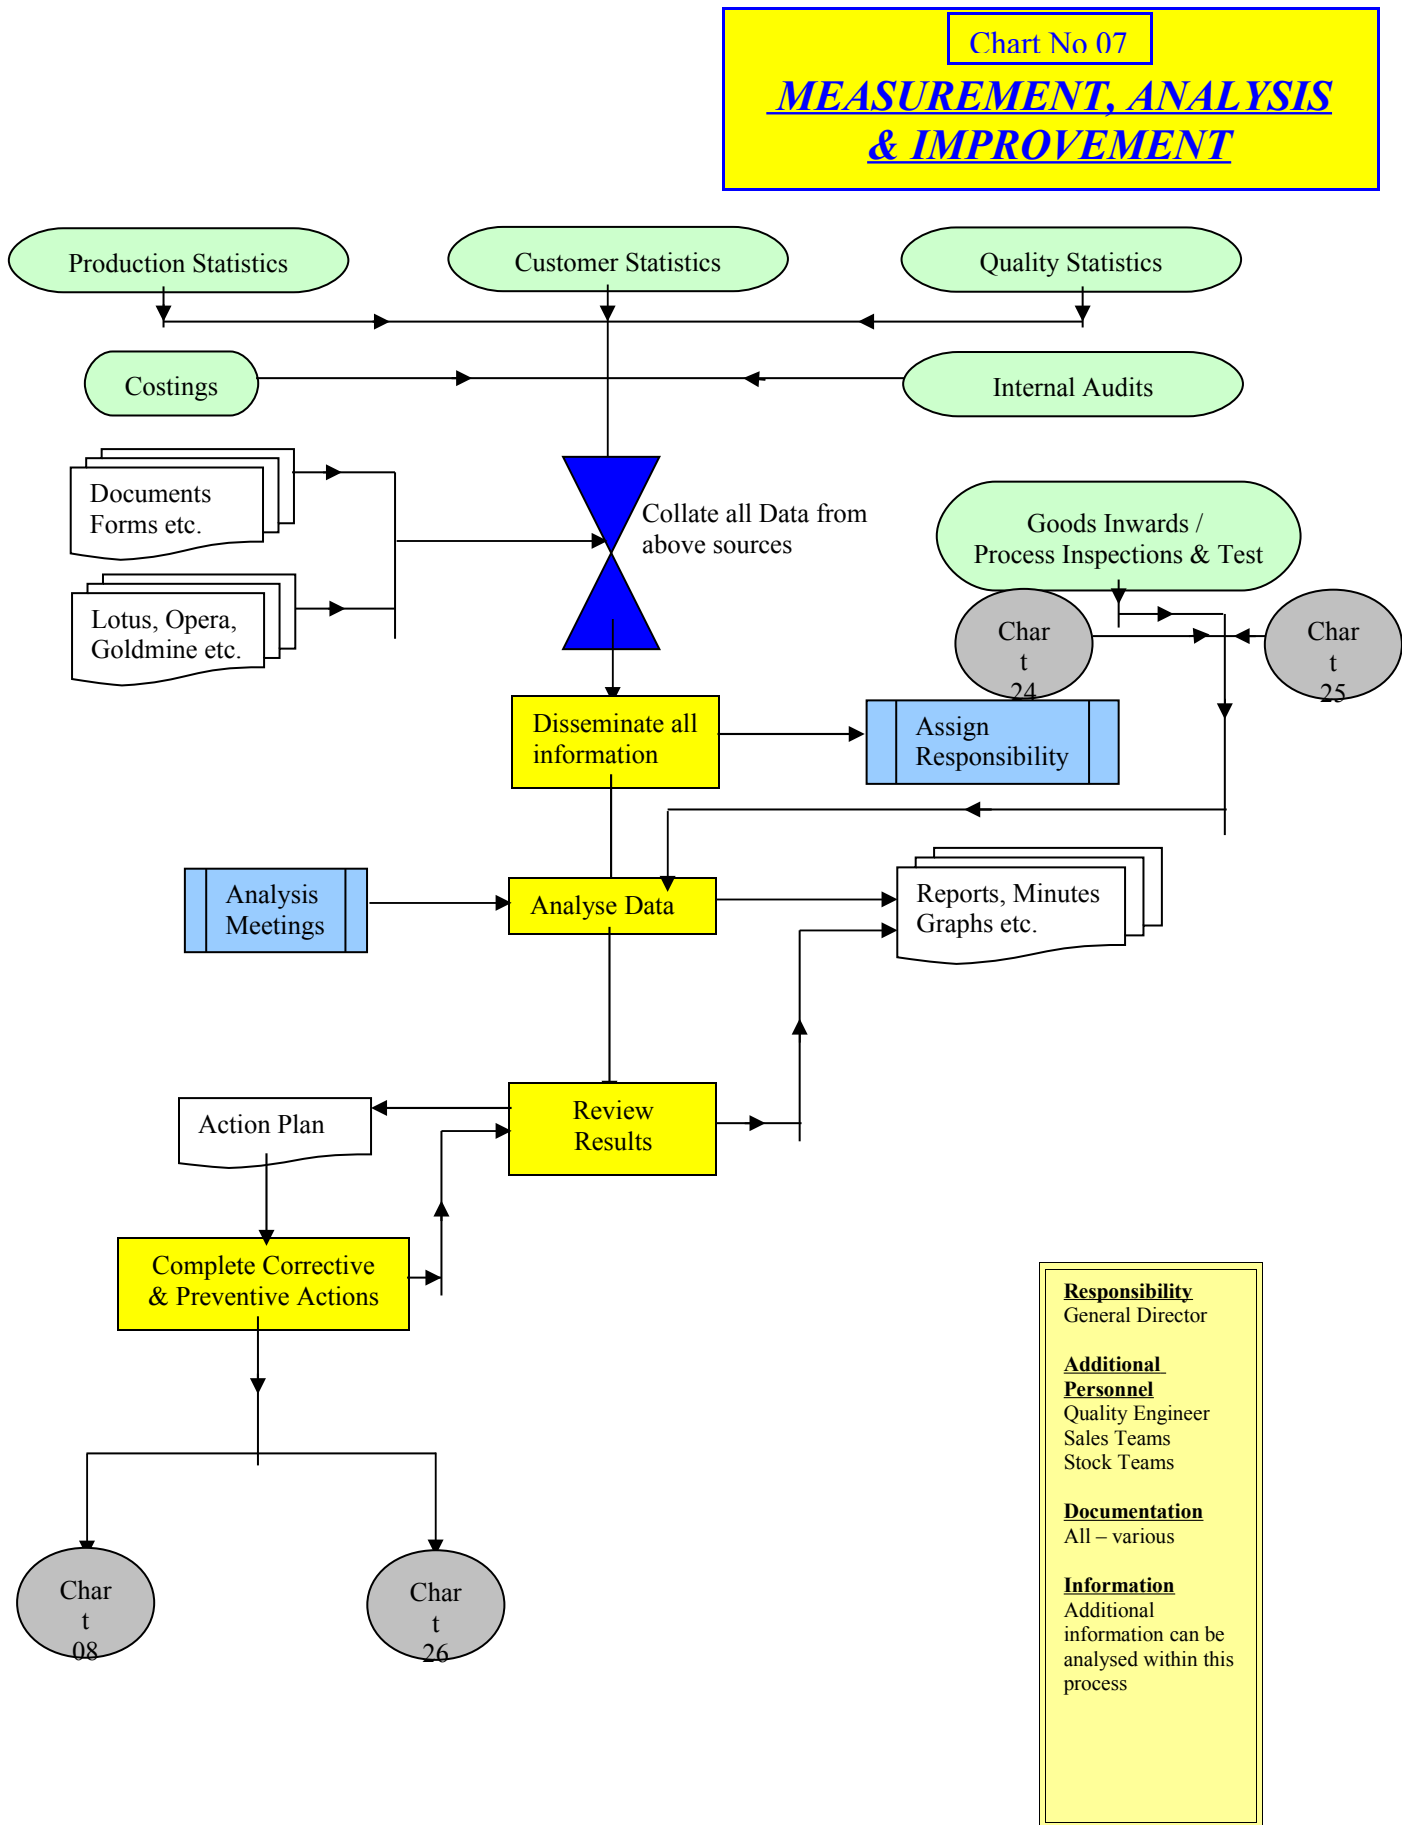 Chart No 07
MEASUREMENT, ANALYSIS
& IMPROVEMENT
Production Statistics
Customer Statistics
Quality Statistics
Costings
Internal Audits
Documents
Forms etc.
Collate all Data from
above sources
Goods Inwards /
Process Inspections & Test
Lotus, Opera,
Goldmine etc.
Char
t
24
Char
t
25
Disseminate all
information
Assign
Responsibility
Analysis
Meetings
Analyse Data
Reports, Minutes
Graphs etc.
Action Plan
Review
Results
Complete Corrective
& Preventive Actions
Char
t
08
Char
t
26
Responsibility
General Director
Additional
Personnel
Quality Engineer
Sales Teams
Stock Teams
Documentation
All – various
Information
Additional
information can be
analysed within this
process